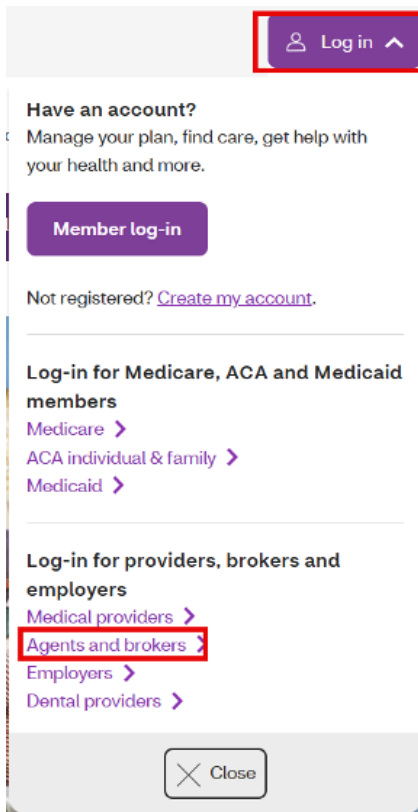 Log in
Have an account?
Manage your plan, find care, get help with
your health and more.
Member log-in
Not registered? Create my account.
Log-in for Medicare, ACA and Medicaid
members
Medicare
ACA individual & family
Medicaid
Log-in for providers, brokers and
employers
Medical providers
Agents and brokers
Employers
Dental providers
Close